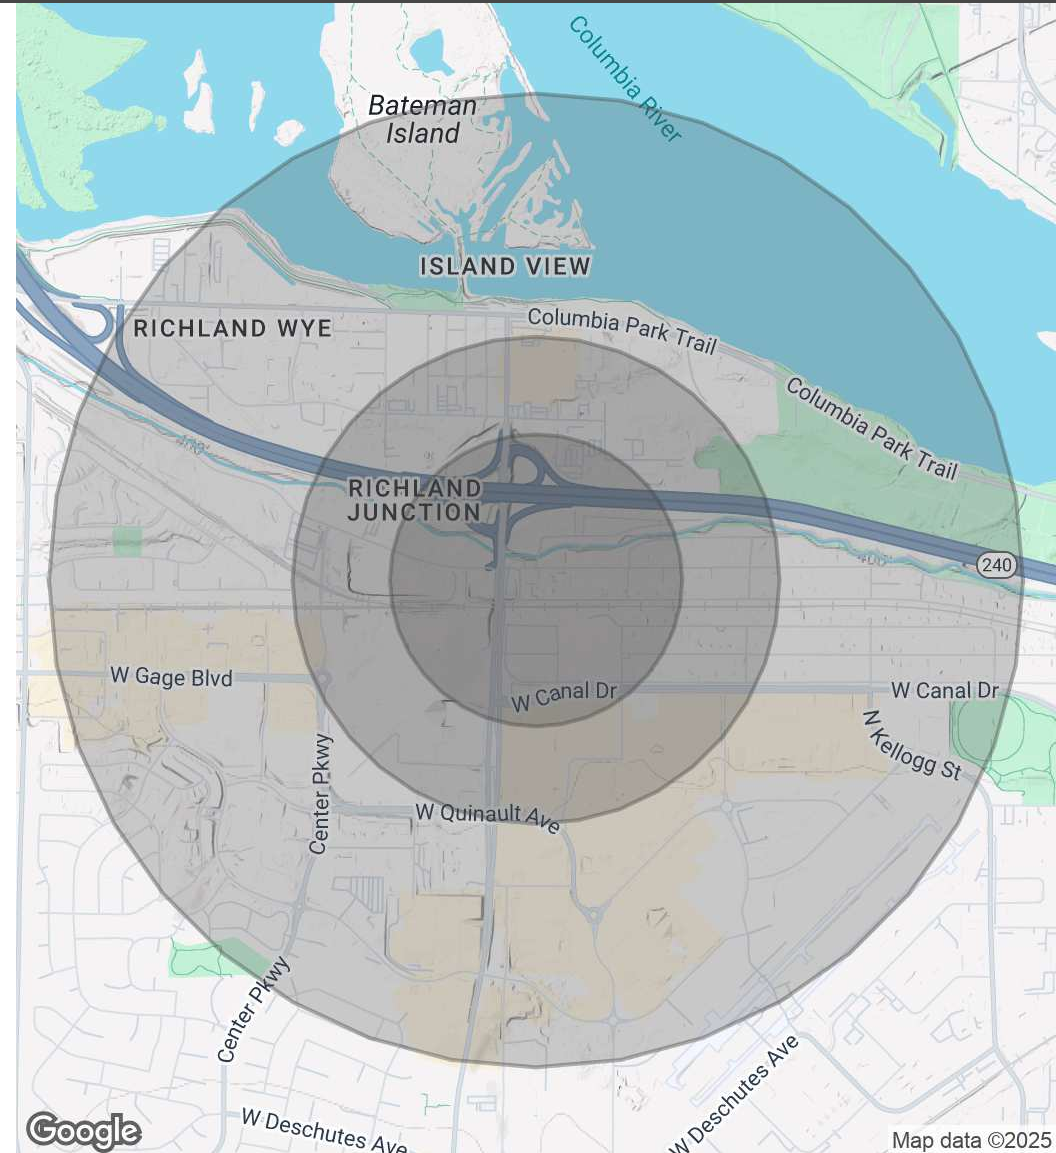 Columbia River
Bateman
Island
ISLAND VIEW
RICHLAND WYE
Columbia Park Trail
Columbia Park Trail
400'
RICHLAND
JUNCTION
400'
240
W Gage Blvd
W Canal Dr
W Canal Dr
N Kellogg St
Center Pkwy
W Quinault Ave
Center Pkwy
W Deschutes Ave
W Deschutes Ave
Google
Map data ©2025